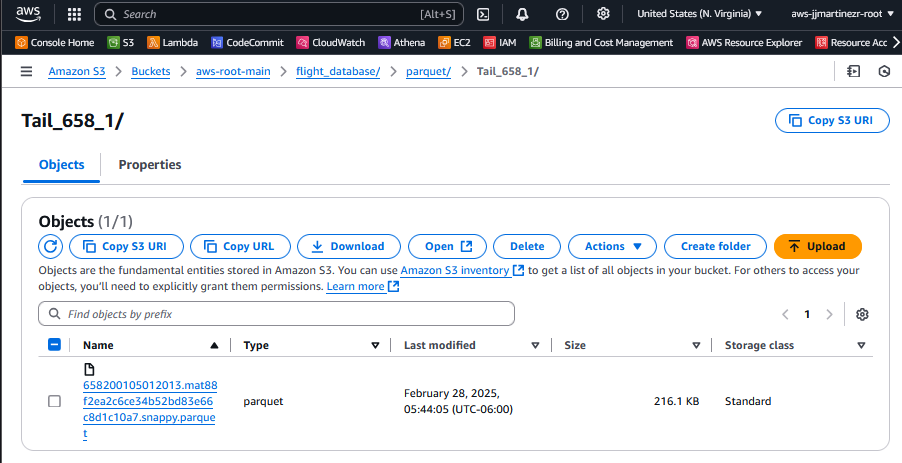 aws Search [Alt+S] United States (N. Virginia) aws-jjmartinezr-root
Console Home S3 Lambda CodeCommit CloudWatch Athena EC2 IAM Billing and Cost Management AWS Resource Explorer Resource Acc
Amazon S3 Buckets aws-root-main flight_database/ parquet/ Tail_658_1/
Tail_658_1/
Copy S3 URI
Objects Properties
Objects (1/1)
Copy S3 URI Copy URL Download Open Delete Actions Create folder Upload
Objects are the fundamental entities stored in Amazon S3. You can use Amazon S3 inventory to get a list of all objects in your bucket. For others to access your
objects, you'll need to explicitly grant them permissions. Learn more
Find objects by prefix 1
Name Type Last modified Size Storage class
658200105012013.mat88
f2ea2c6ce34b52bd83e66
c8d1c10a7.snappy.parque
t
parquet
February 28, 2025,
05:44:05 (UTC-06:00)
216.1 KB
Standard